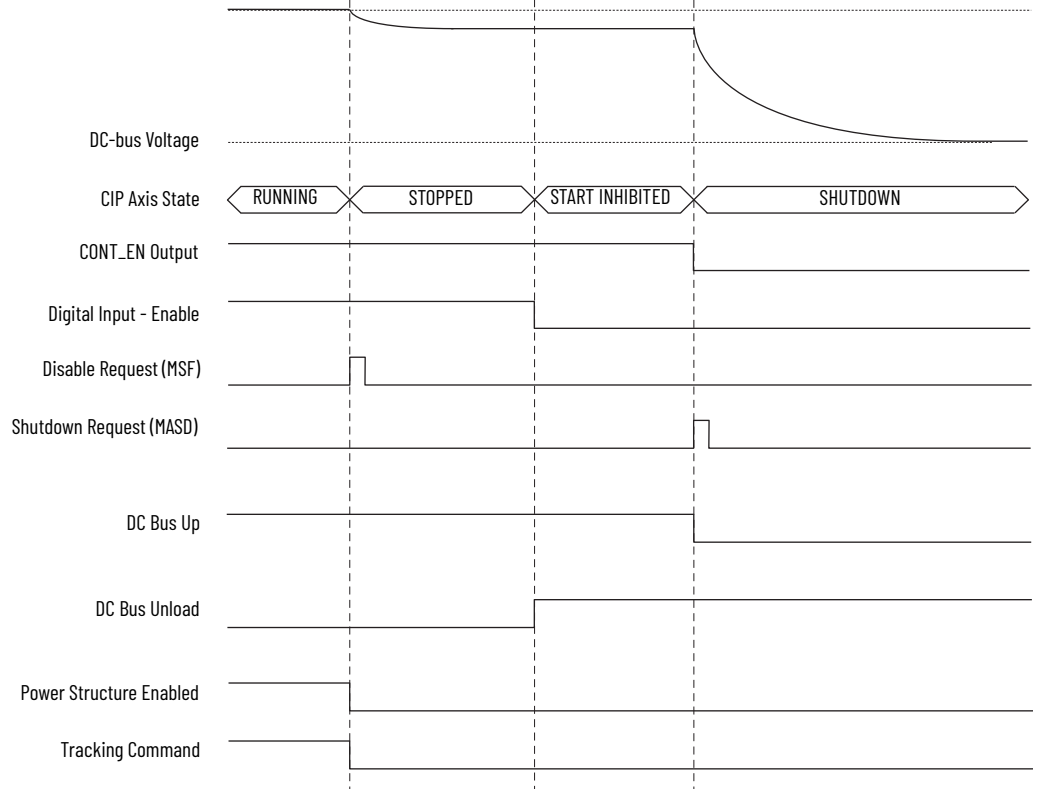 DC-bus Voltage
CIP Axis State
RUNNING
STOPPED
START INHIBITED
SHUTDOWN
CONT_EN Output
Digital Input - Enable
Disable Request (MSF)
Shutdown Request (MASD)
DC Bus Up
DC Bus Unload
Power Structure Enabled
Tracking Command